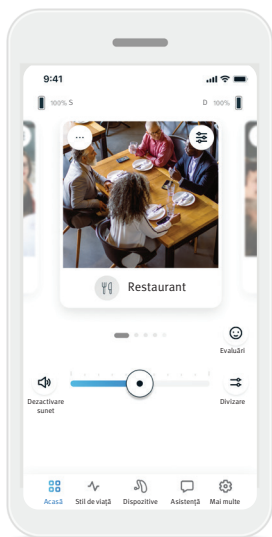 9:41
100% S
D 100%
...
Restaurant
Evaluări
Dezactivare
sunet
Divizare
Acasă
Stil de viață
Dispozitive
Asistență
Mai multe